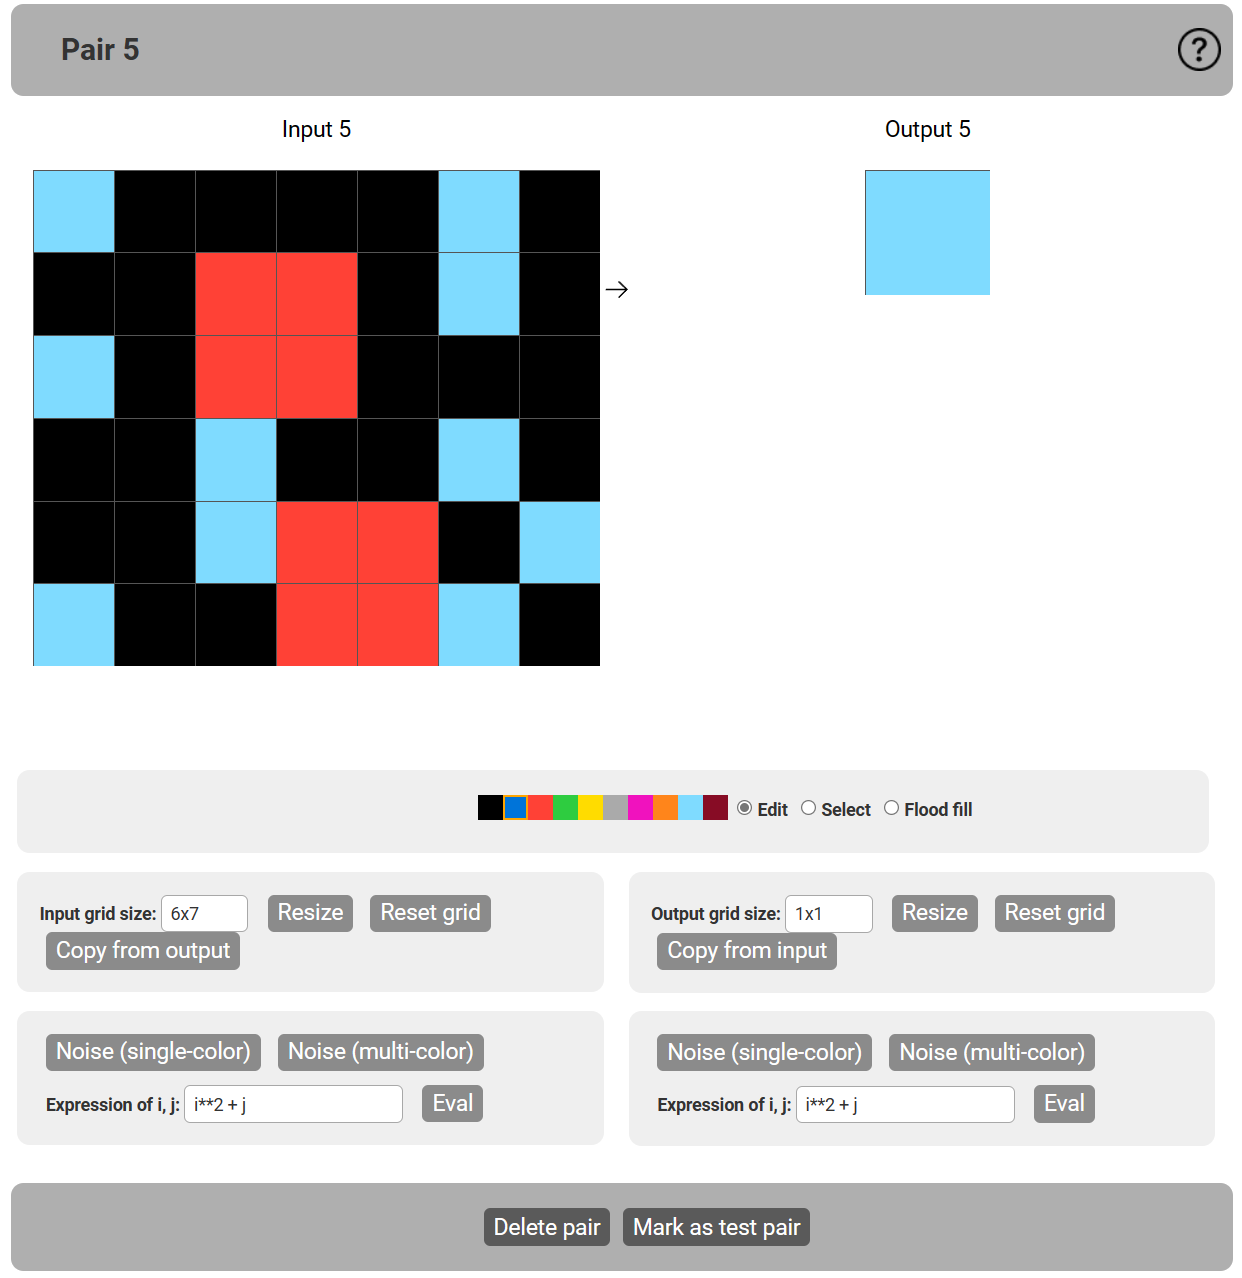 Pair 5
?
Input 5
Output 5
→
Edit Select Flood fill
Input grid size: 6x7 Resize Reset grid
Copy from output
Output grid size: 1x1 Resize Reset grid
Copy from input
Noise (single-color) Noise (multi-color)
Expression of i, j: i**2 + j Eval
Noise (single-color) Noise (multi-color)
Expression of i, j: i**2 + j Eval
Delete pair Mark as test pair